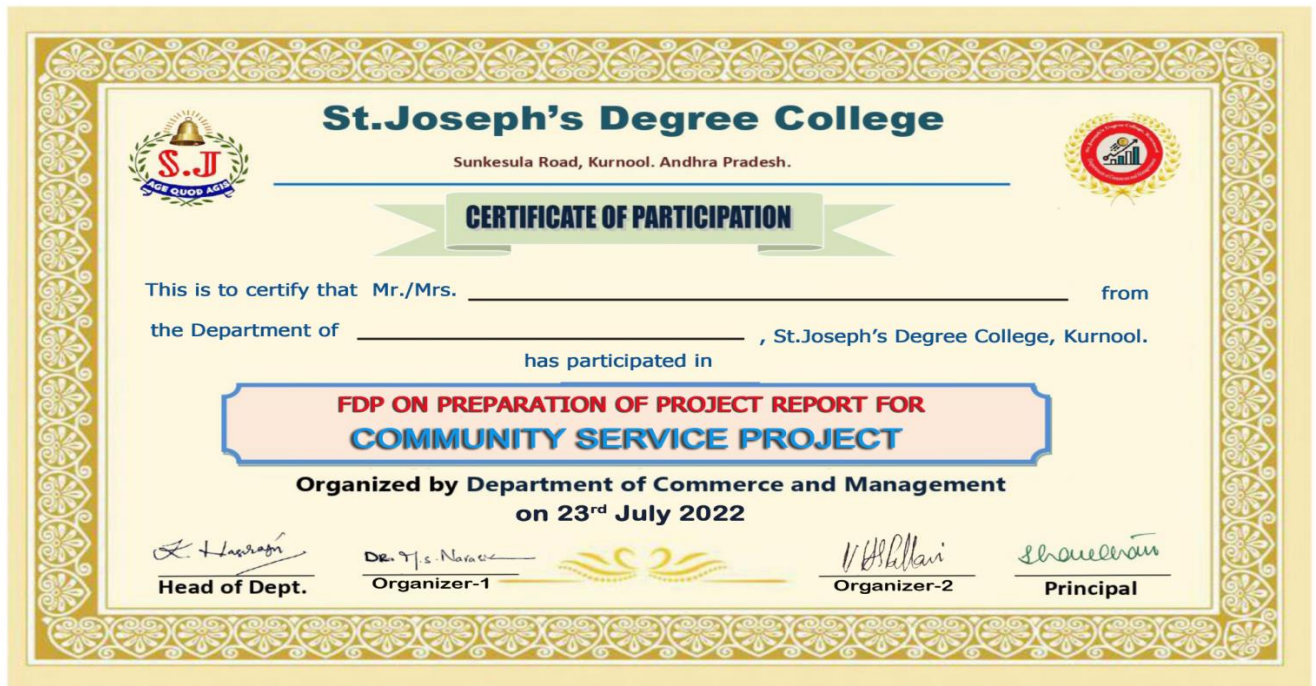 St.Joseph's Degree College
Sunkesula Road, Kurnool. Andhra Pradesh.
S.J
AGE QUOD AGIS
CERTIFICATE OF PARTICIPATION
This is to certify that Mr./Mrs. from
the Department of , St.Joseph's Degree College, Kurnool.
has participated in
FDP ON PREPARATION OF PROJECT REPORT FOR
COMMUNITY SERVICE PROJECT
Organized by Department of Commerce and Management
on 23rd July 2022
Head of Dept.
Organizer-1
Organizer-2
Principal